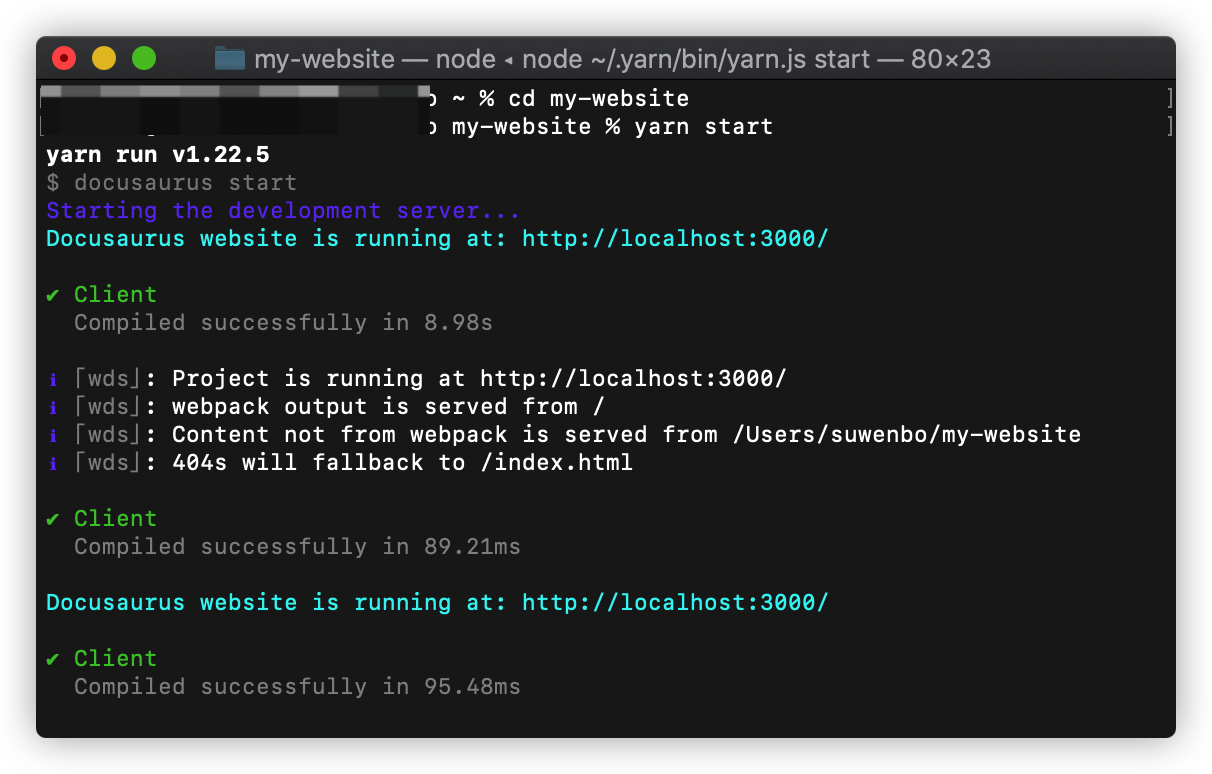 my-website — node ◂ node ~/.yarn/bin/yarn.js start — 80×23
~ % cd my-website
my-website % yarn start
yarn run v1.22.5
$ docusaurus start
Starting the development server...
Docusaurus website is running at: http://localhost:3000/
✔ Client
Compiled successfully in 8.98s
ℹ ｢wds｣: Project is running at http://localhost:3000/
ℹ ｢wds｣: webpack output is served from /
ℹ ｢wds｣: Content not from webpack is served from /Users/suwenbo/my-website
ℹ ｢wds｣: 404s will fallback to /index.html
✔ Client
Compiled successfully in 89.21ms
Docusaurus website is running at: http://localhost:3000/
✔ Client
Compiled successfully in 95.48ms